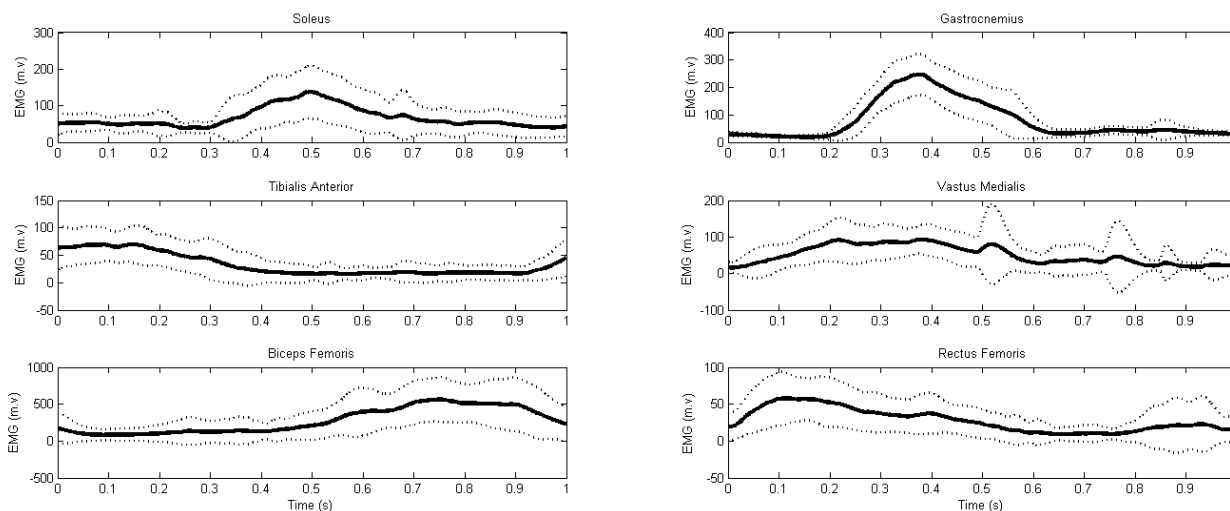 Soleus
300
200
100
0
EMG (m.v)
0 0.1 0.2 0.3 0.4 0.5 0.6 0.7 0.8 0.9 1
Gastrocnemius
400
300
200
100
0
EMG (m.v)
0 0.1 0.2 0.3 0.4 0.5 0.6 0.7 0.8 0.9
Tibialis Anterior
150
100
50
0
-50
EMG (m.v)
0 0.1 0.2 0.3 0.4 0.5 0.6 0.7 0.8 0.9 1
Vastus Medialis
200
100
0
-100
EMG (m.v)
0 0.1 0.2 0.3 0.4 0.5 0.6 0.7 0.8 0.9
Biceps Femoris
1000
500
0
-500
EMG (m.v)
0 0.1 0.2 0.3 0.4 0.5 0.6 0.7 0.8 0.9 1
Time (s)
Rectus Femoris
100
50
0
-50
EMG (m.v)
0 0.1 0.2 0.3 0.4 0.5 0.6 0.7 0.8 0.9
Time (s)